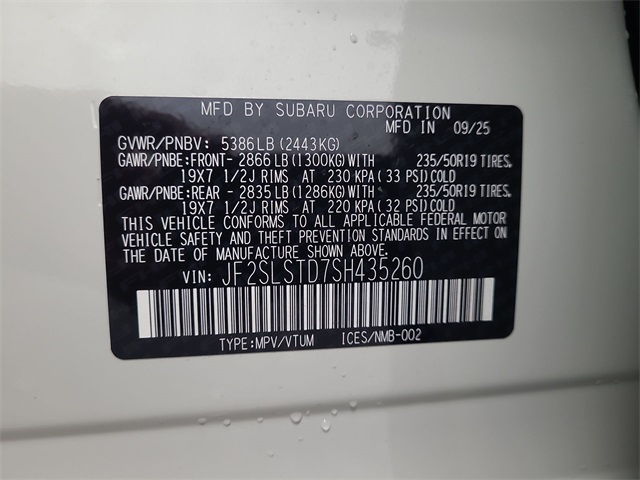 MFD BY SUBARU CORPORATION
MFD IN 09/25
GVWR/PNBV: 5386LB (2443KG)
GAWR/PNBE:FRONT- 2866 LB (1300KG) WITH 235/50R19 TIRES,
19X7 1/2J RIMS AT 230 KPA (33 PSI) COLD
GAWR/PNBE:REAR - 2835 LB (1286KG) WITH 235/50R19 TIRES,
19X7 1/2J RIMS AT 220 KPA (32 PSI) COLD
THIS VEHICLE CONFORMS TO ALL APPLICABLE FEDERAL MOTOR
VEHICLE SAFETY AND THEFT PREVENTION STANDARDS IN EFFECT ON
THE DATE OF MANUFACTURE SHOWN ABOVE.
VIN: JF2SLSTD7SH435260
TYPE:MPV/VTUM ICES/NMB-002